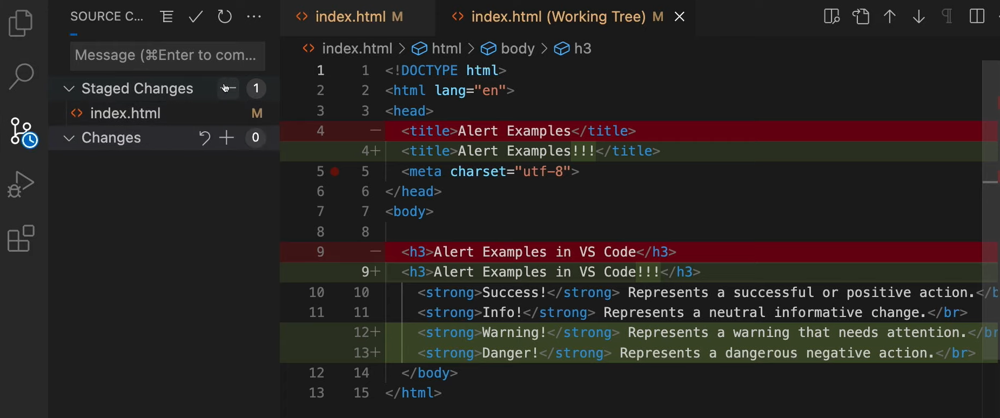 SOURCE C...
Message (⌘Enter to com...
Staged Changes 1
index.html M
Changes 0
index.html M
index.html (Working Tree) M
index.html > html > body > h3
1 1 <!DOCTYPE html>
2 2 <html lang="en">
3 3 <head>
4 − <title>Alert Examples</title>
4+ <title>Alert Examples!!!</title>
5 5 <meta charset="utf-8">
6 6 </head>
7 7 <body>
8 8
9 − <h3>Alert Examples in VS Code</h3>
9+ <h3>Alert Examples in VS Code!!!</h3>
10 10 <strong>Success!</strong> Represents a successful or positive action.</b
11 11 <strong>Info!</strong> Represents a neutral informative change.</br>
12+ <strong>Warning!</strong> Represents a warning that needs attention.</br
13+ <strong>Danger!</strong> Represents a dangerous negative action.</br>
12 14 </body>
13 15 </html>